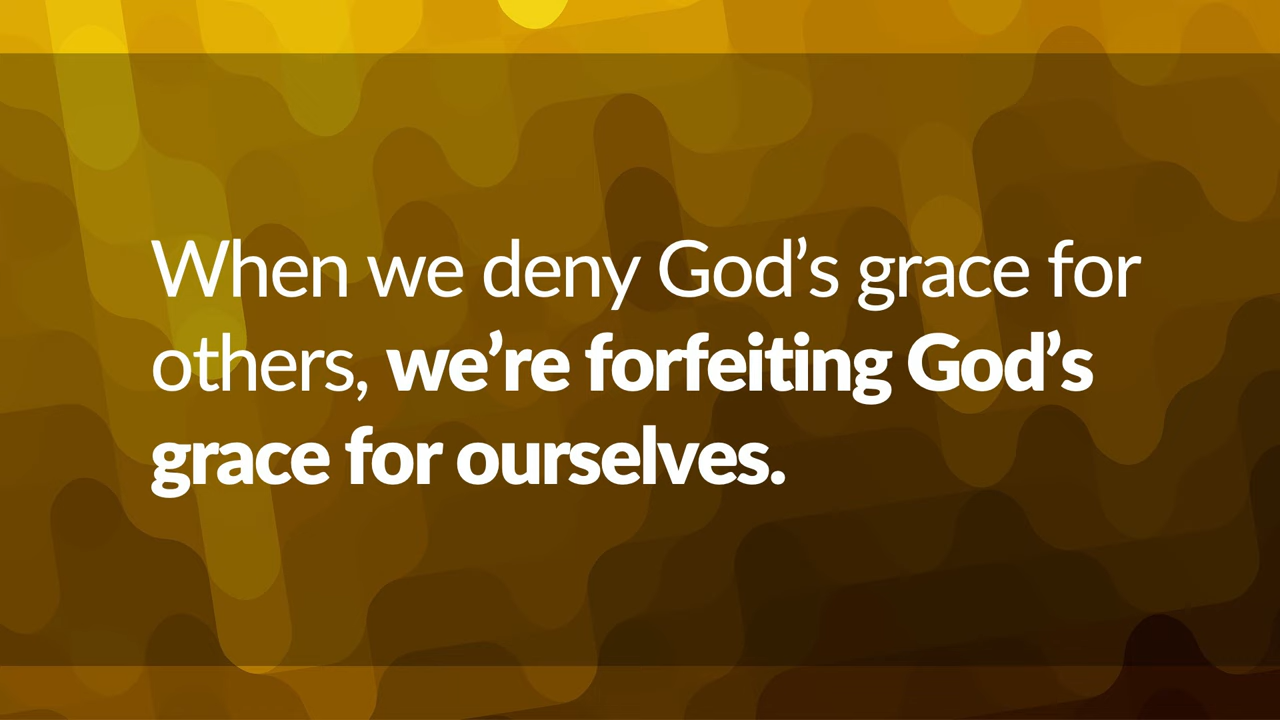 When we deny God’s grace for
others, we’re forfeiting God’s
grace for ourselves.